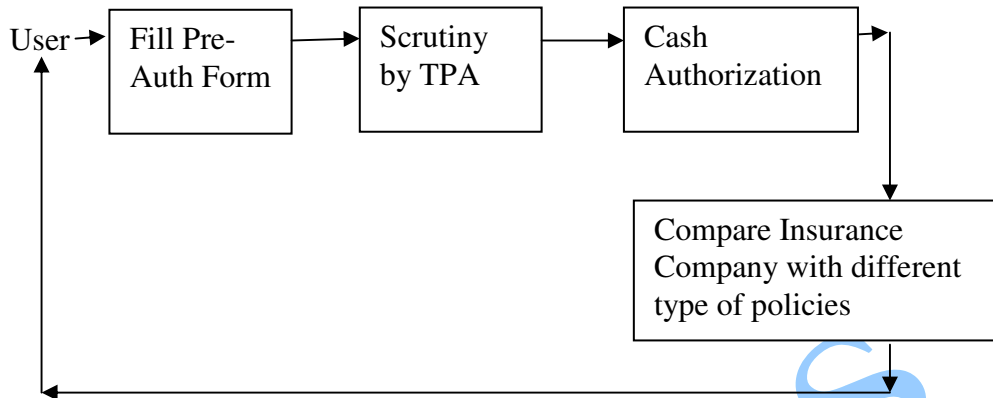 User
Fill Pre-
Auth Form
Scrutiny
by TPA
Cash
Authorization
Compare Insurance
Company with different
type of policies